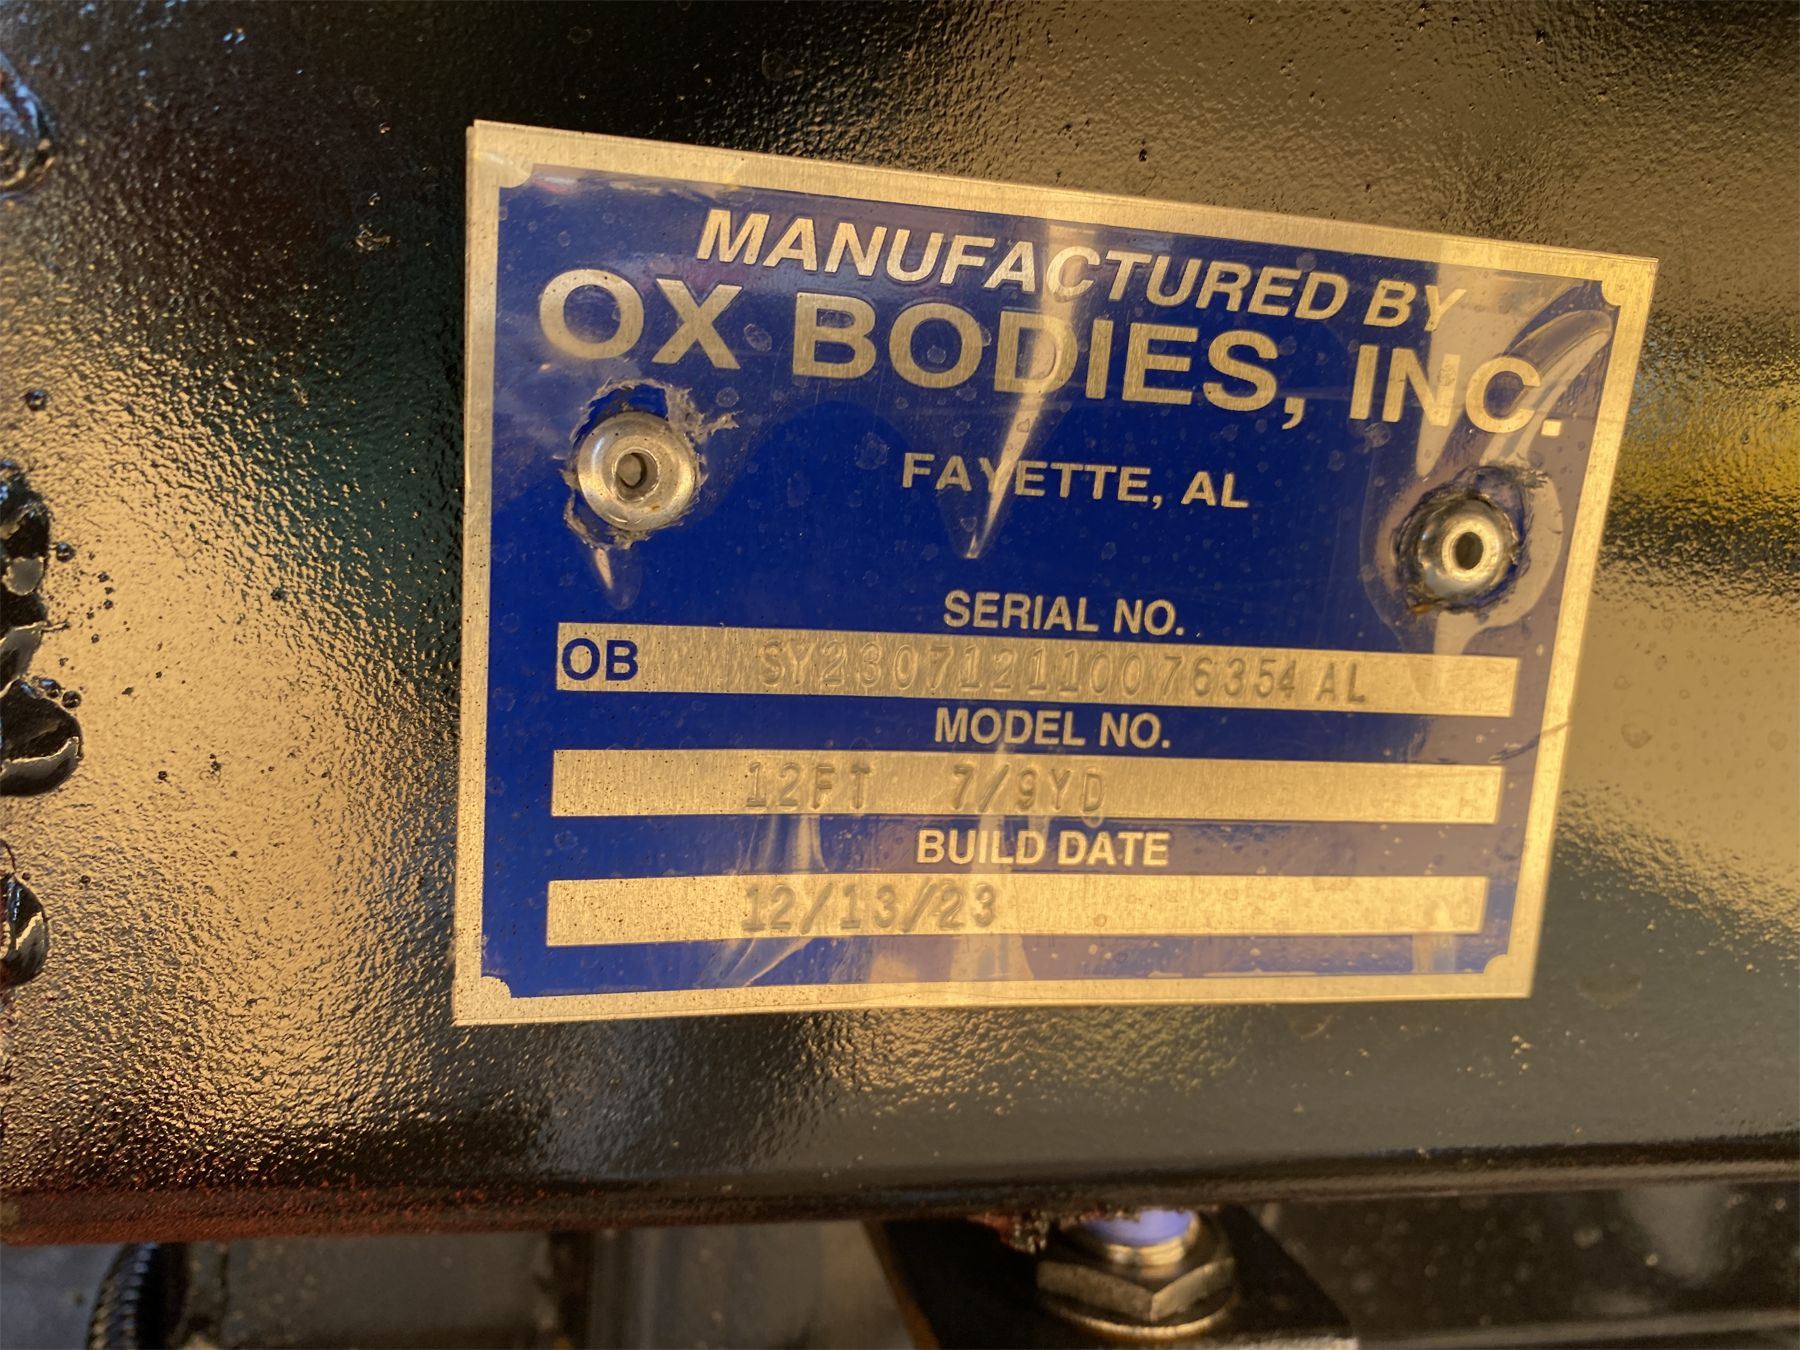 MANUFACTURED BY
OX BODIES, INC.
FAYETTE, AL
SERIAL NO.
OB SY230712110076354 AL
MODEL NO.
12FT 7/9YD
BUILD DATE
12/13/23